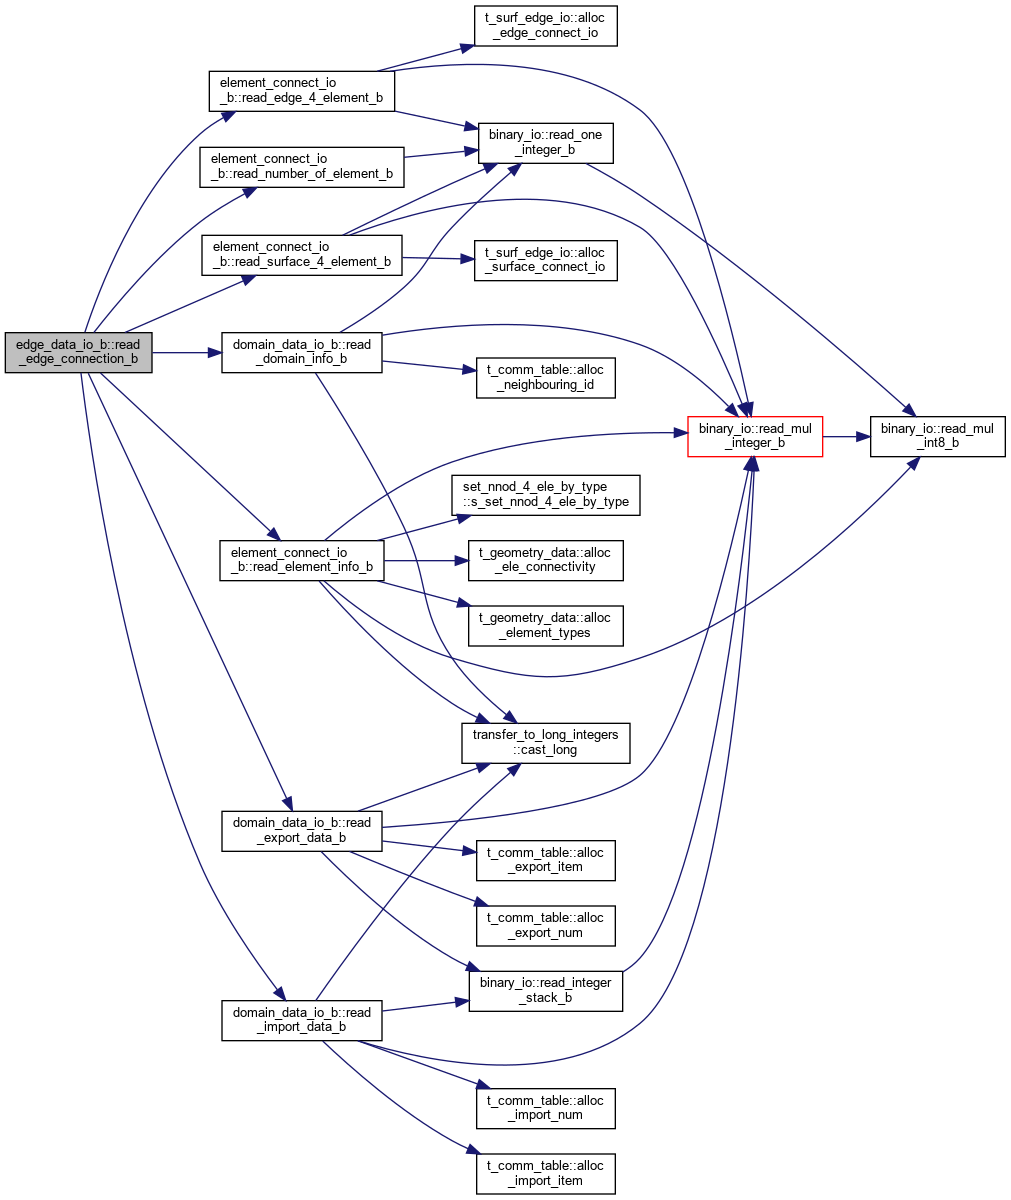 t_surf_edge_io::alloc
_edge_connect_io
element_connect_io
_b::read_edge_4_element_b
binary_io::read_one
_integer_b
element_connect_io
_b::read_number_of_element_b
element_connect_io
_b::read_surface_4_element_b
t_surf_edge_io::alloc
_surface_connect_io
edge_data_io_b::read
_edge_connection_b
domain_data_io_b::read
_domain_info_b
t_comm_table::alloc
_neighbouring_id
binary_io::read_mul
_integer_b
binary_io::read_mul
_int8_b
set_nnod_4_ele_by_type
::s_set_nnod_4_ele_by_type
element_connect_io
_b::read_element_info_b
t_geometry_data::alloc
_ele_connectivity
t_geometry_data::alloc
_element_types
transfer_to_long_integers
::cast_long
domain_data_io_b::read
_export_data_b
t_comm_table::alloc
_export_item
t_comm_table::alloc
_export_num
binary_io::read_integer
_stack_b
domain_data_io_b::read
_import_data_b
t_comm_table::alloc
_import_num
t_comm_table::alloc
_import_item